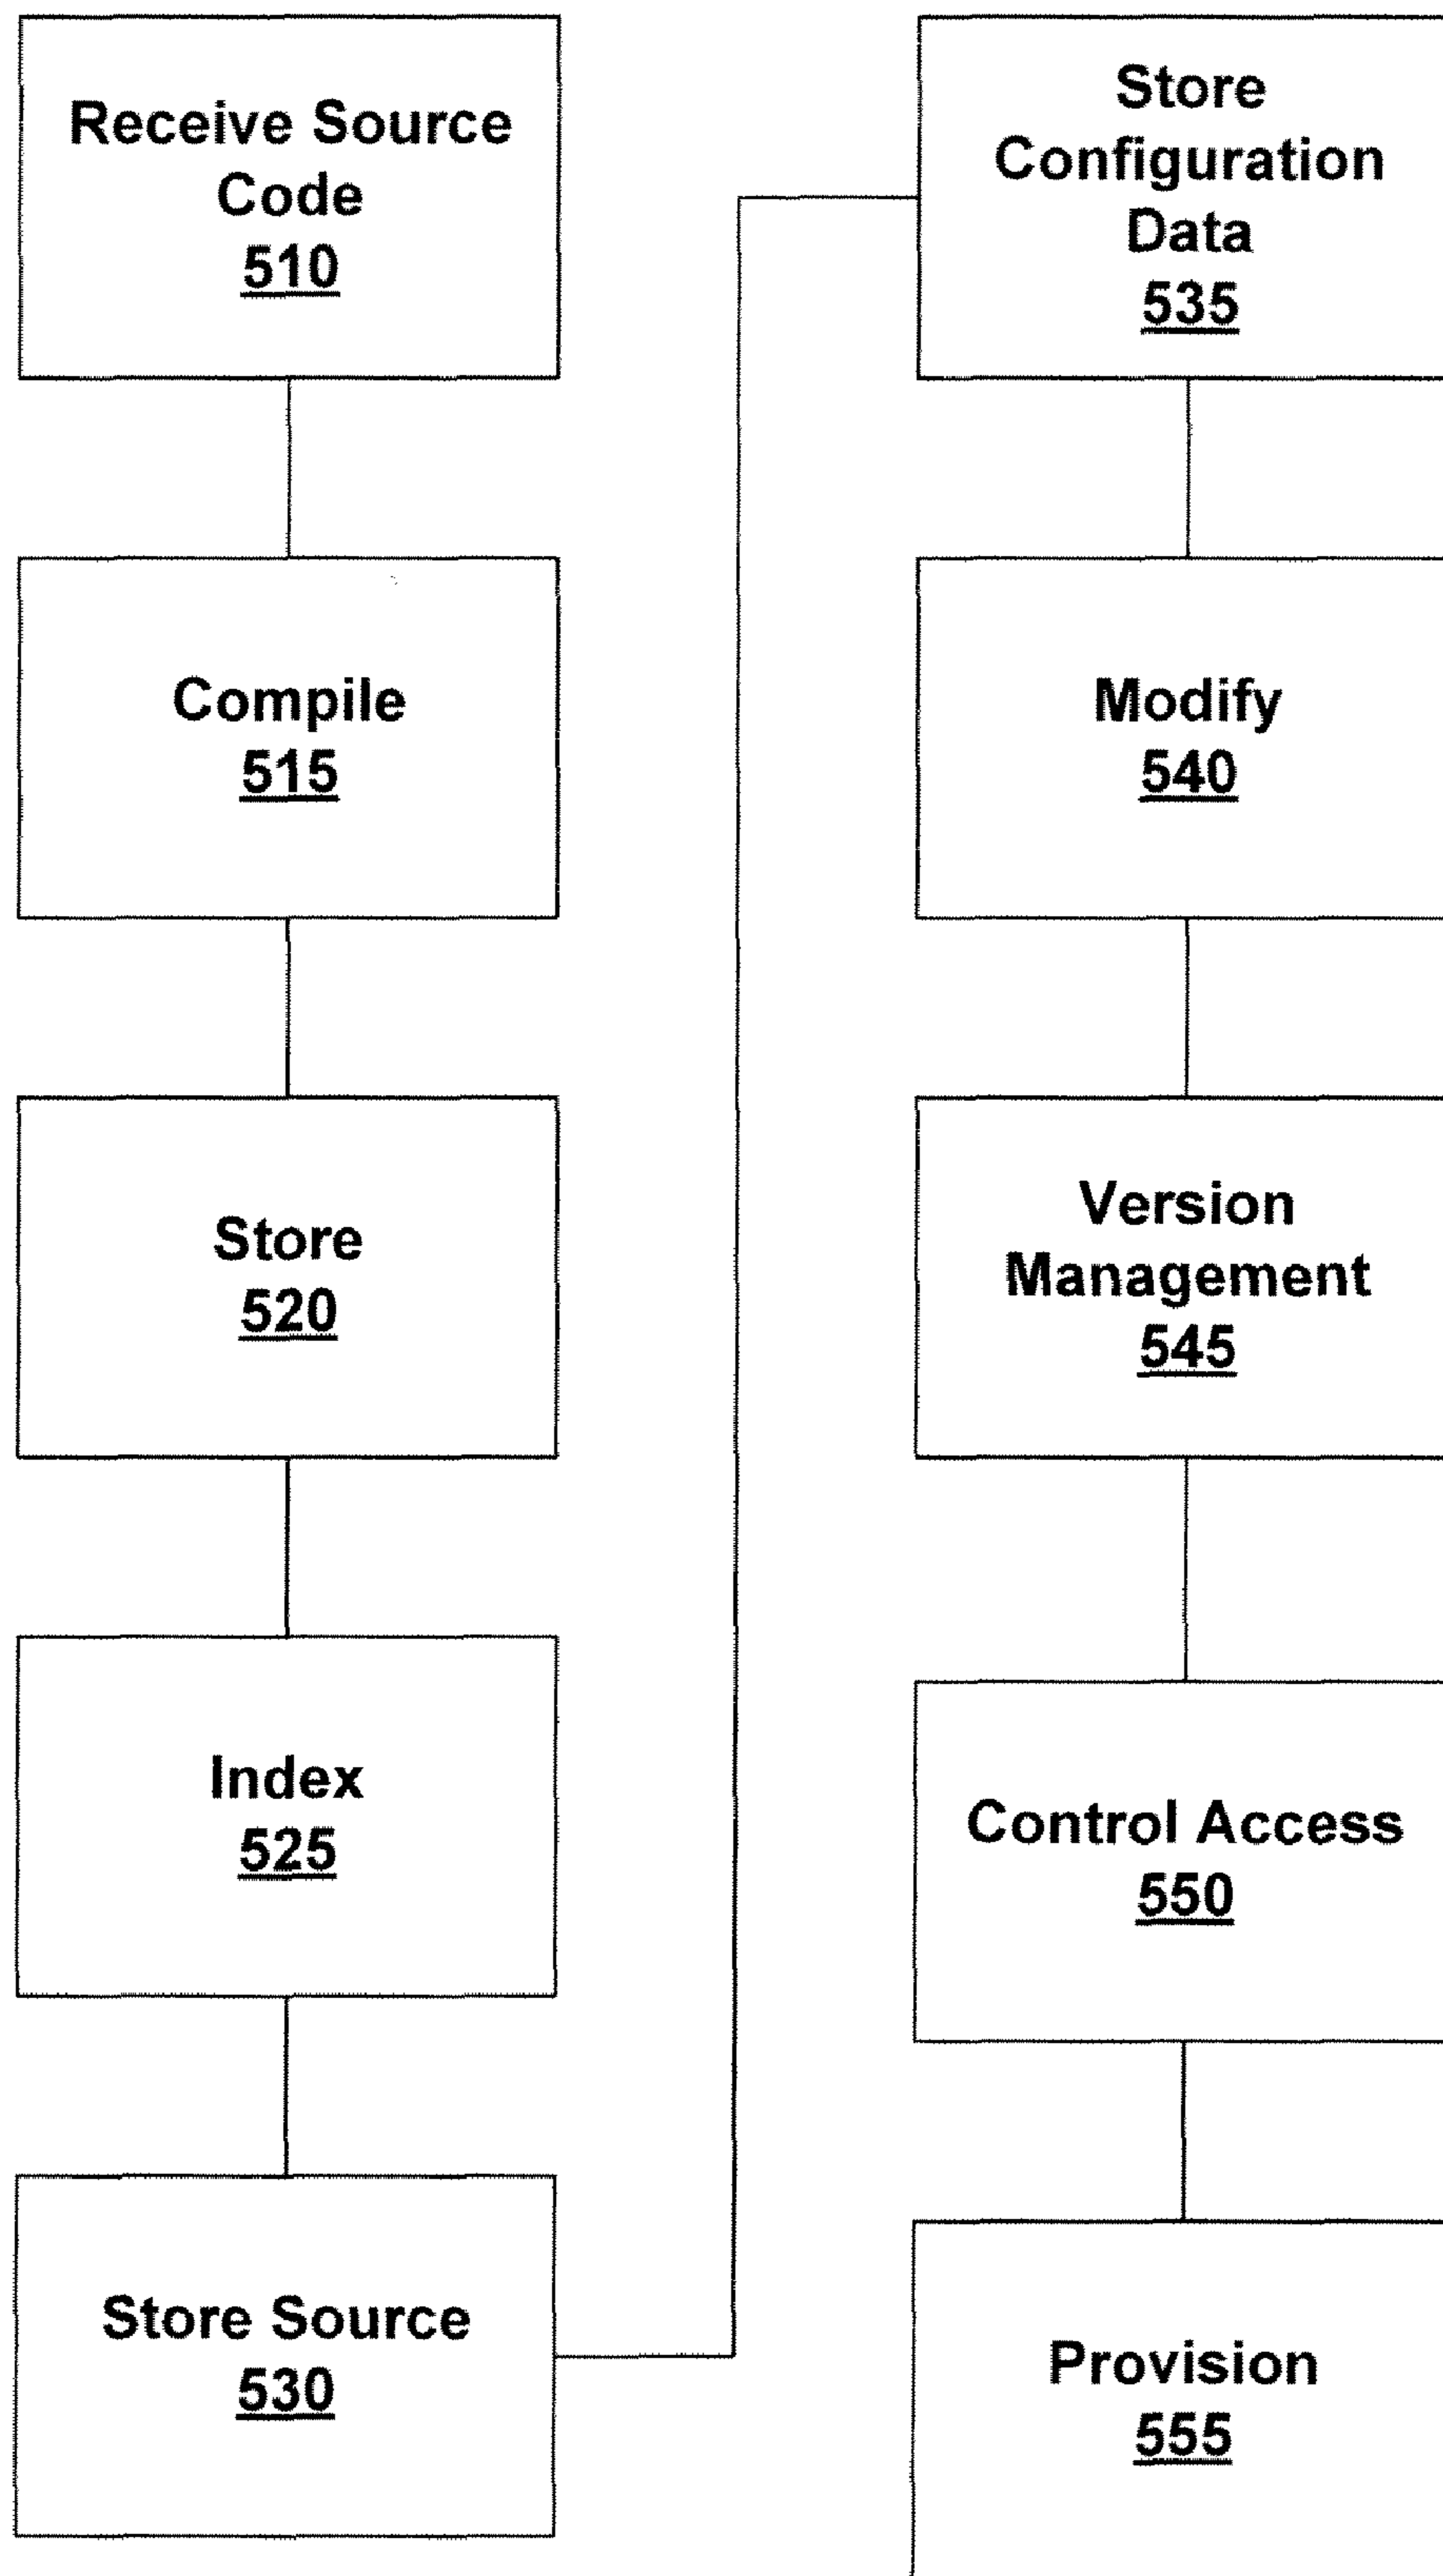 Receive Source
Code
510
Compile
515
Store
520
Index
525
Store Source
530
Store
Configuration
Data
535
Modify
540
Version
Management
545
Control Access
550
Provision
555